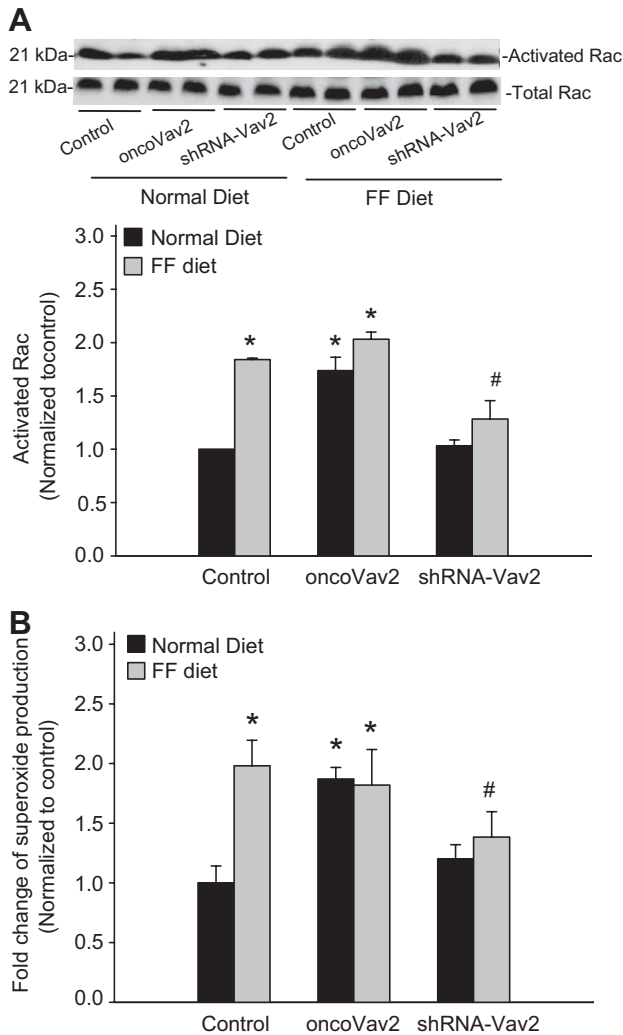 A
21 kDa- -Activated Rac
21 kDa- -Total Rac
Control oncoVav2 shRNA-Vav2 Control oncoVav2 shRNA-Vav2
Normal Diet FF Diet
Normal Diet
FF diet
Activated Rac
(Normalized tocontrol)
3.0
2.5
2.0
1.5
1.0
0.5
0.0
*
*
*
#
Control oncoVav2 shRNA-Vav2
B
Normal Diet
FF diet
Fold change of superoxide production
(Normalized to control)
3.0
2.5
2.0
1.5
1.0
0.5
0.0
*
*
*
#
Control oncoVav2 shRNA-Vav2